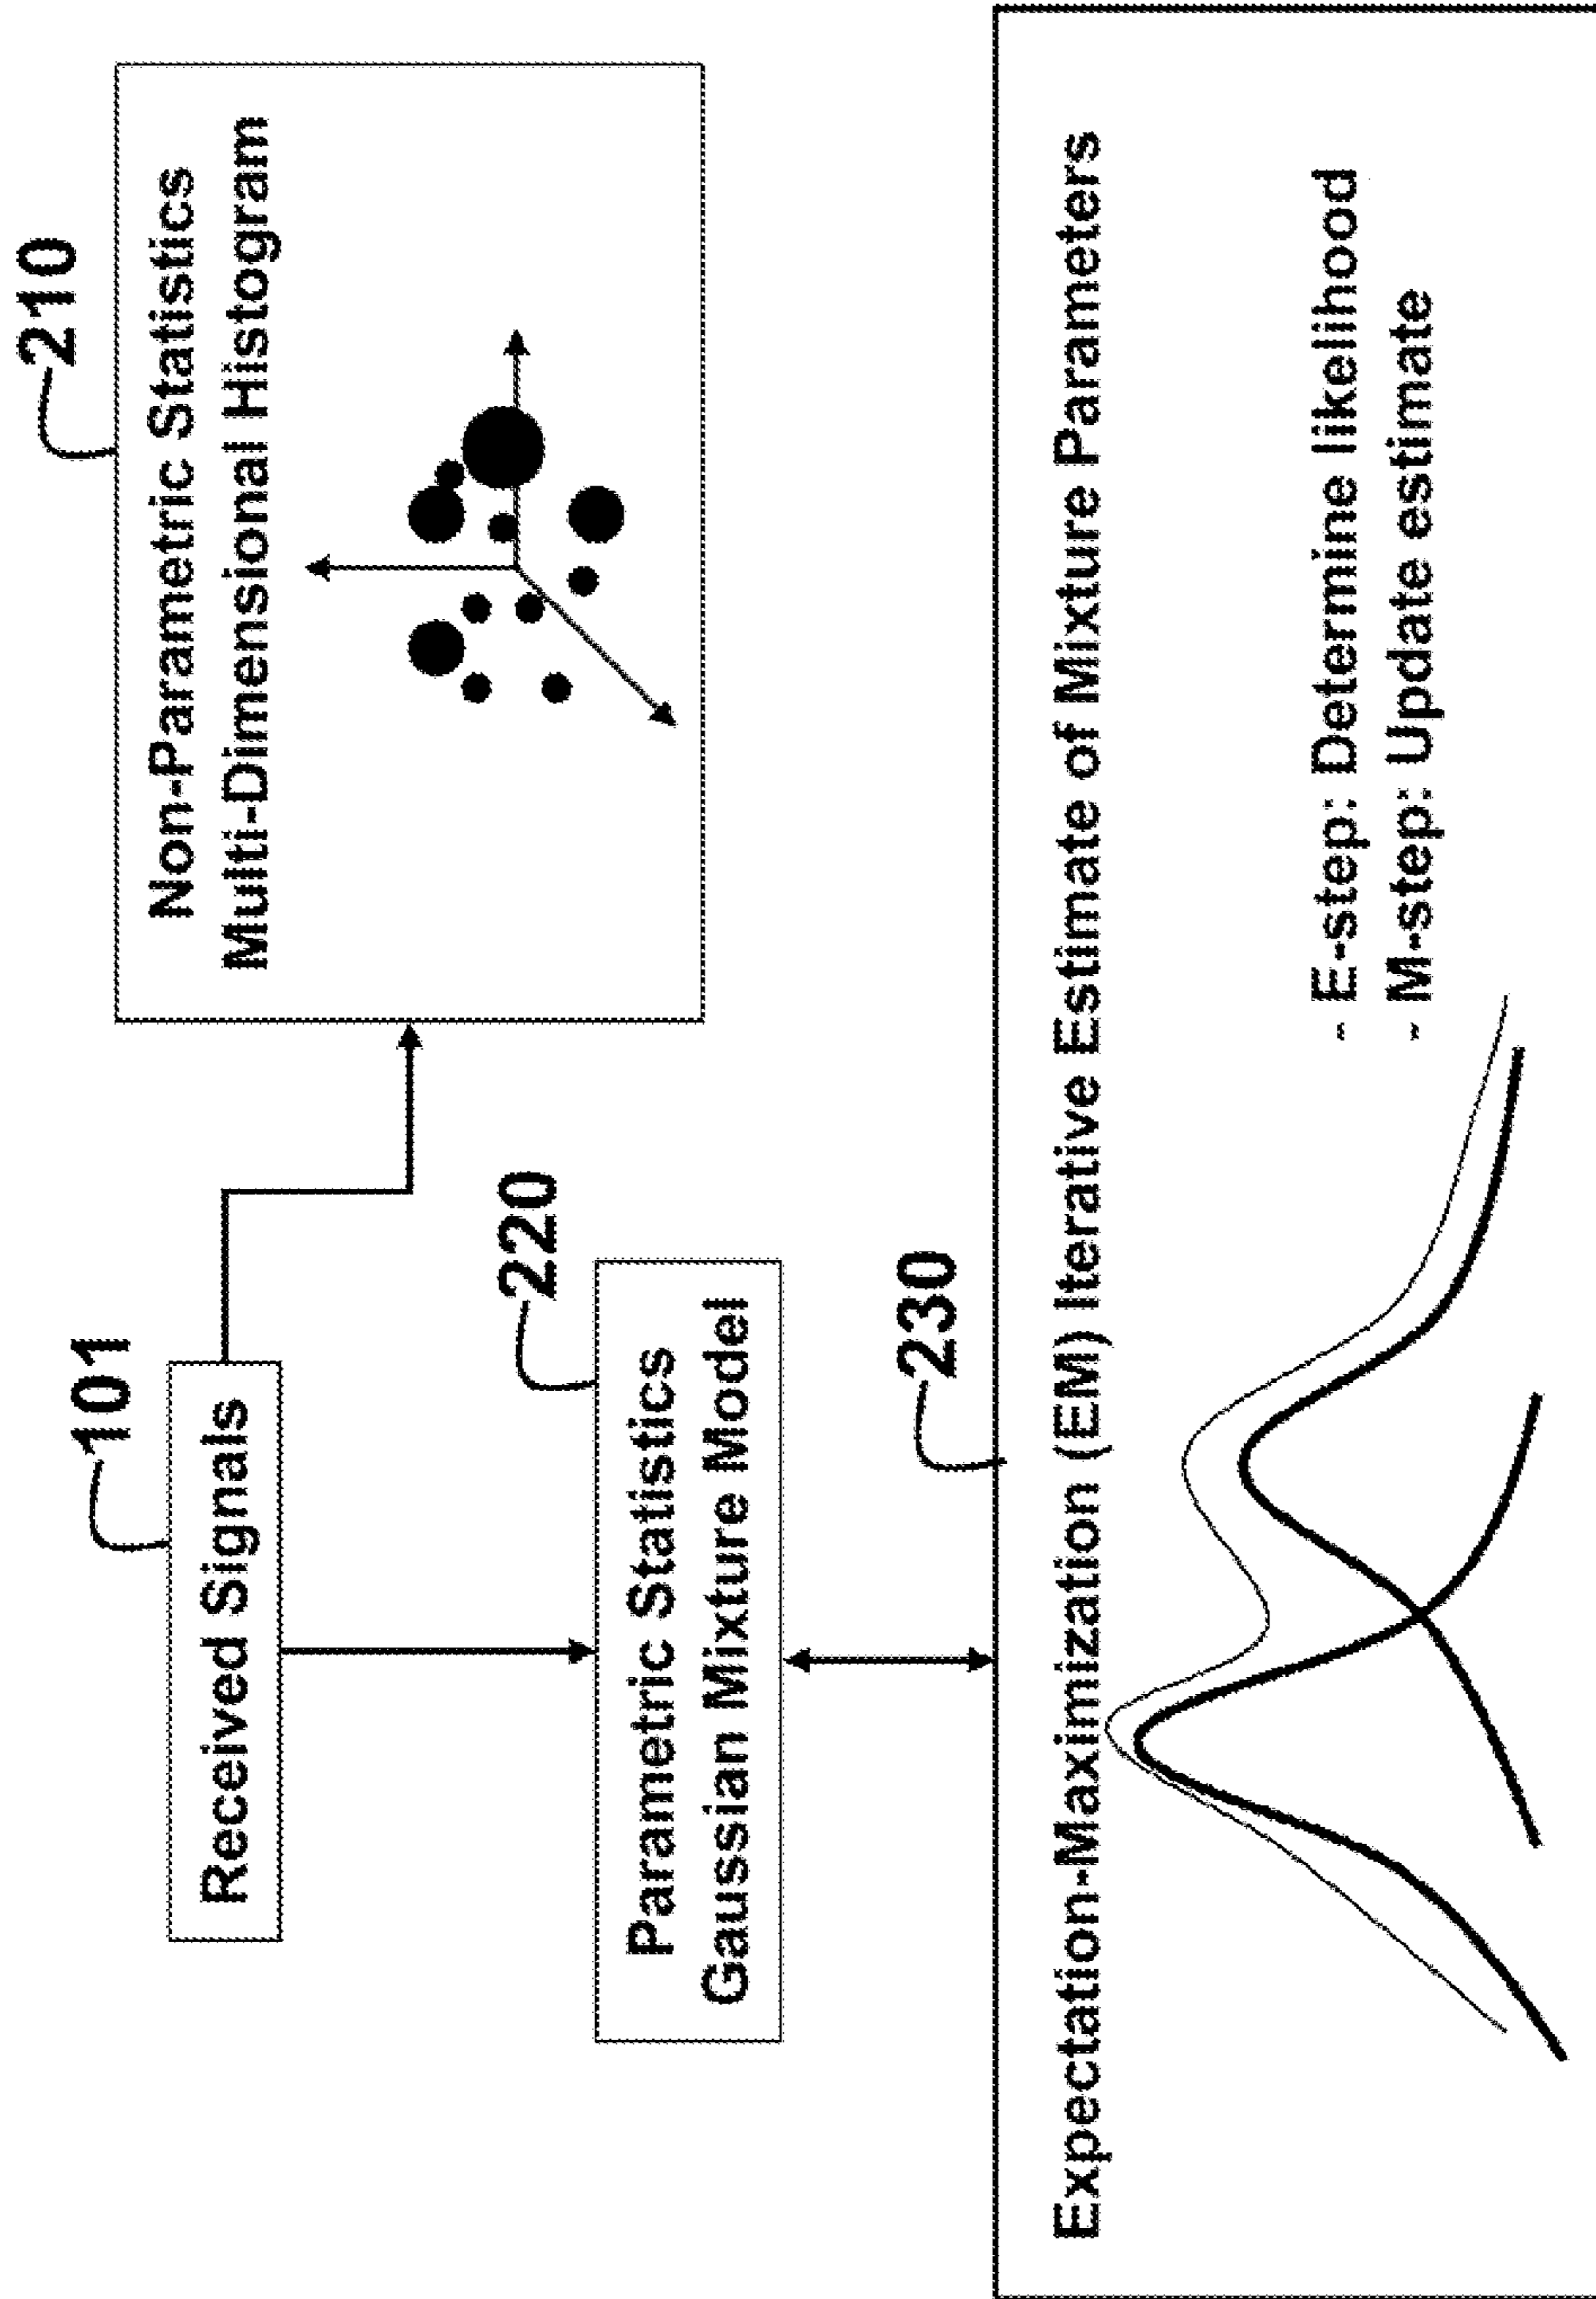 101
Received Signals
210
Non-Parametric Statistics
Multi-Dimensional Histogram
220
Parametric Statistics
Gaussian Mixture Model
230
Expectation-Maximization (EM) Iterative Estimate of Mixture Parameters
- E-step: Determine likelihood
- M-step: Update estimate